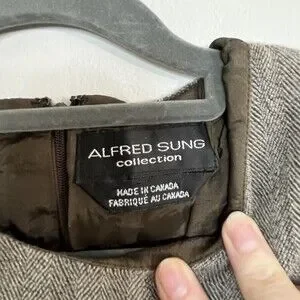 ALFRED SUNG
collection
MADE IN CANADA
FABRIQUÉ AU CANADA